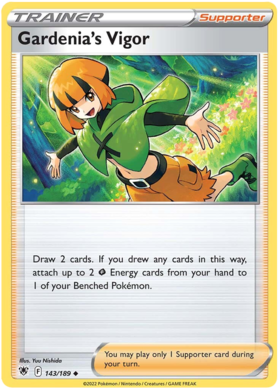 TRAINER Supporter
Gardenia's Vigor
Draw 2 cards. If you drew any cards in this way,
attach up to 2 Energy cards from your hand to
1 of your Benched Pokémon.
Illus. Yuu Nishida
F 143/189
You may play only 1 Supporter card during
your turn.
©2022 Pokémon / Nintendo / Creatures / GAME FREAK